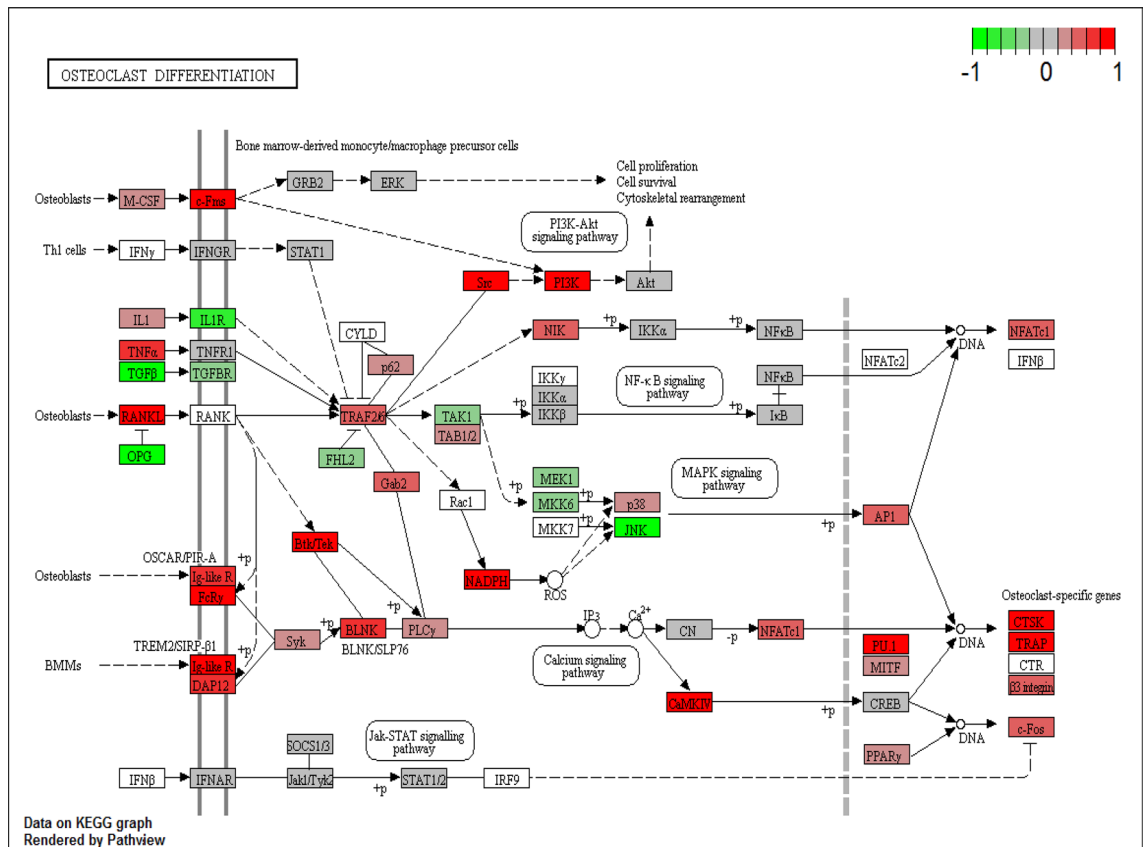 -1 0 1
OSTEOCLAST DIFFERENTIATION
Bone marrow-derived monocyte/macrophage precursor cells
Cell proliferation
Cell survival
Cytoskeletal rearrangement
GRB2
ERK
Osteoblasts
M-CSF
c-Fms
PI3K-Akt
signaling pathway
Th1 cells
IFNγ
IFNGR
STAT1
Src
PI3K
Akt
IL1
IL1R
CYLD
NIK
+p
IKKα
+p
NFκB
DNA
NFATc1
TNFα
TNFR1
p62
NFATc2
IFNβ
TGFβ
TGFBR
IKKγ
IKKα
IKKβ
NF-κ B signaling
pathway
NFκB
IκB
Osteoblasts
RANKL
RANK
TRAF2/6
TAK1
TAB1/2
+p
+p
OPG
FHL2
Gab2
Rac1
MEK1
MKK6
MKK7
+p
+p
+p
p38
JNK
MAPK signaling
pathway
+p
AP1
Btk/Tek
OSCAR/PIR-A
+p
Osteoblasts
Ig-like R
FcRγ
NADPH
ROS
Osteoclast-specific genes
Syk
+p
BLNK
BLNK/SLP76
+p
PLCγ
IP3
Ca2+
CN
-p
NFATc1
DNA
CTSK
TRAP
CTR
β3 integrin
PU.1
MITF
TREM2/SIRP-β1
+p
BMMs
Ig-like R
DAP12
Calcium signaling
pathway
CaMKIV
+p
CREB
DNA
c-Fos
PPARγ
Jak-STAT signalling
pathway
SOCS1/3
IFNβ
IFNAR
Jak1/Tyk2
+p
STAT1/2
IRF9
Data on KEGG graph
Rendered by Pathview